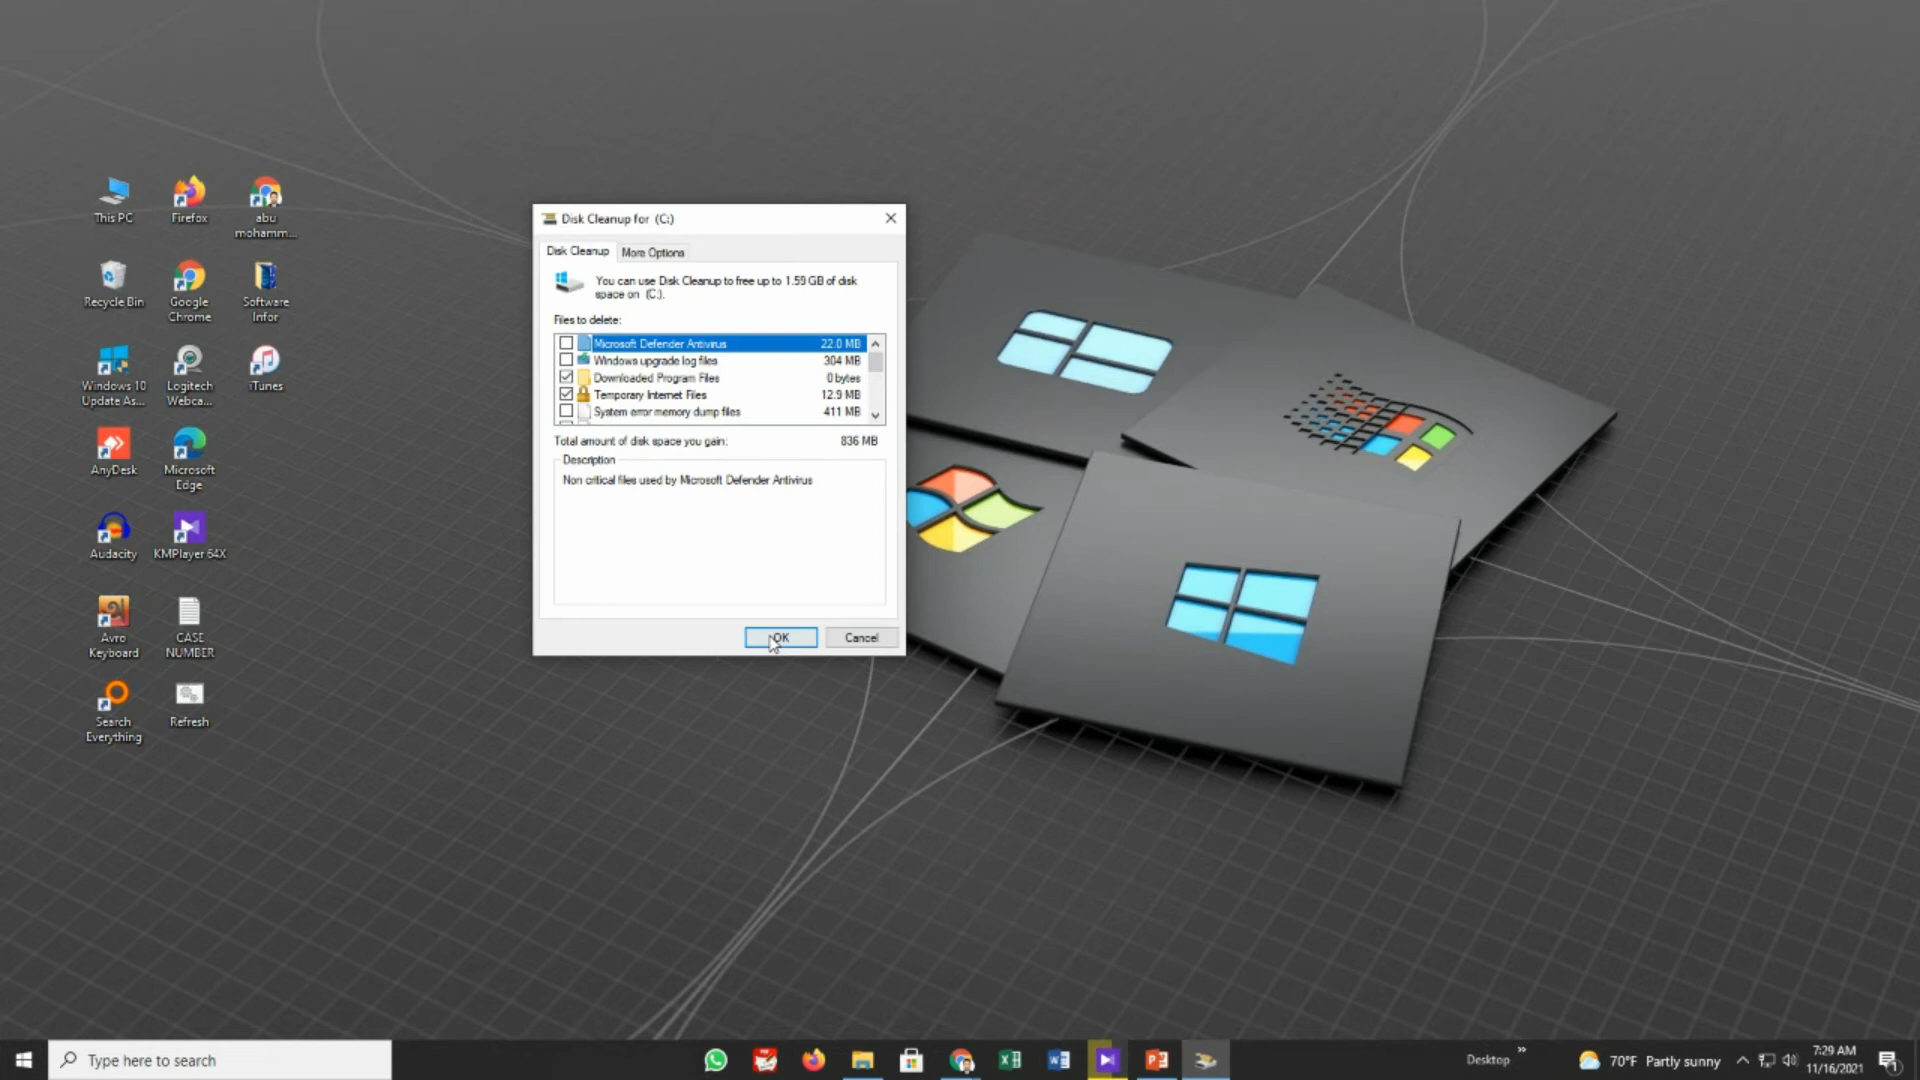 This PC
Firefox
abu
mohamm...
Recycle Bin
Google
Chrome
Software
Infor
Windows 10
Update As...
Logitech
Webca...
iTunes
AnyDesk
Microsoft
Edge
Audacity
KMPlayer 64X
Avro
Keyboard
CASE
NUMBER
Search
Everything
Refresh
Disk Cleanup for (C:)
Disk Cleanup
More Options
You can use Disk Cleanup to free up to 1.59 GB of disk
space on (C:).
Files to delete:
Microsoft Defender Antivirus 22.0 MB
Windows upgrade log files 304 MB
Downloaded Program Files 0 bytes
Temporary Internet Files 12.9 MB
System error memory dump files 411 MB
Total amount of disk space you gain: 836 MB
Description
Non critical files used by Microsoft Defender Antivirus
OK
Cancel
Type here to search
Desktop
70°F Partly sunny
7:29 AM
11/16/2021
1